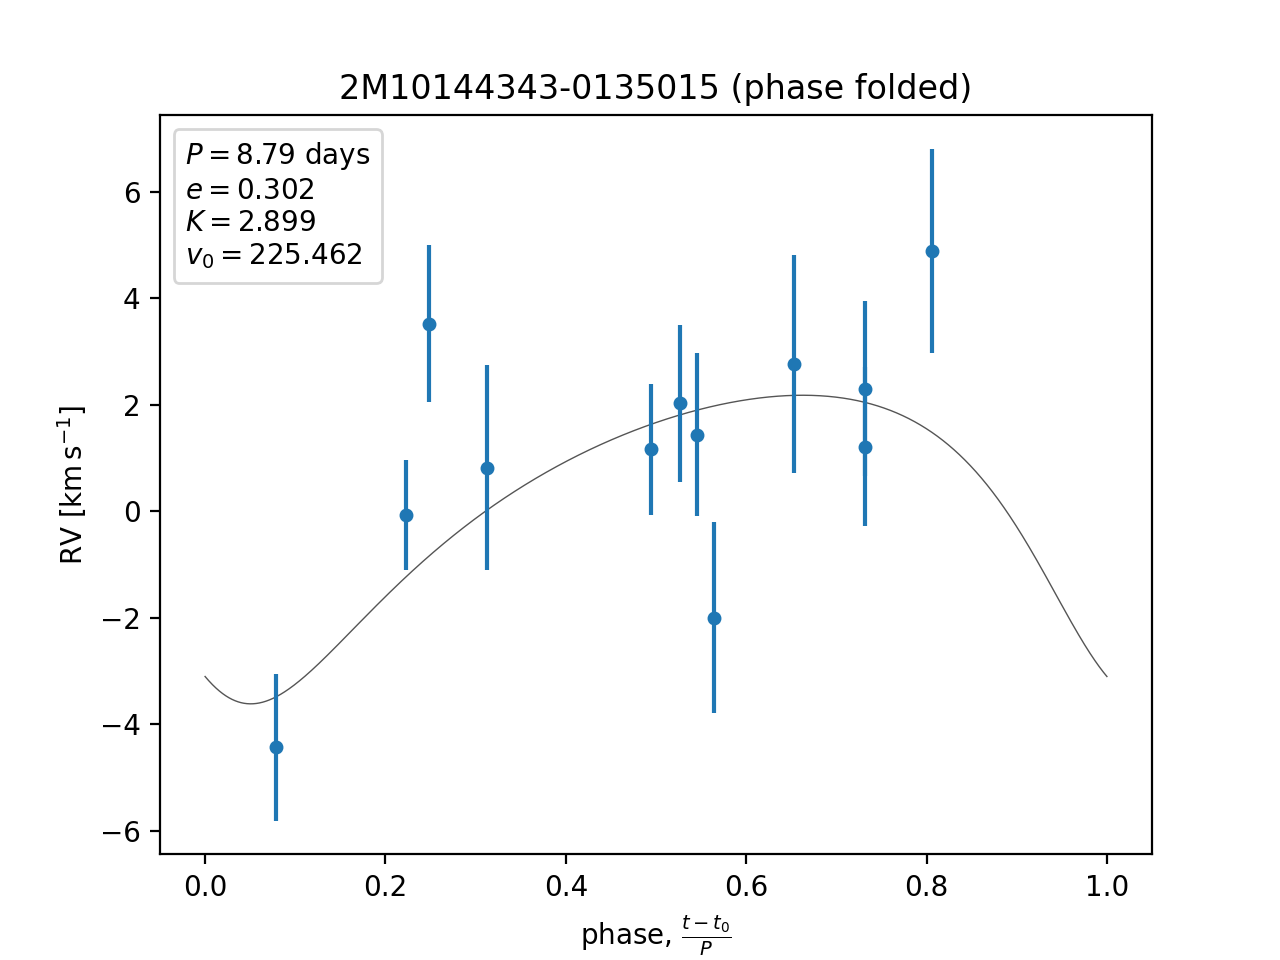 2M10144343-0135015 (phase folded)
P = 8.79 days
e = 0.302
K = 2.899
v₀ = 225.462
6
4
2
0
−2
−4
−6
RV [km s⁻¹]
0.0 0.2 0.4 0.6 0.8 1.0
phase, (t − t₀)/P